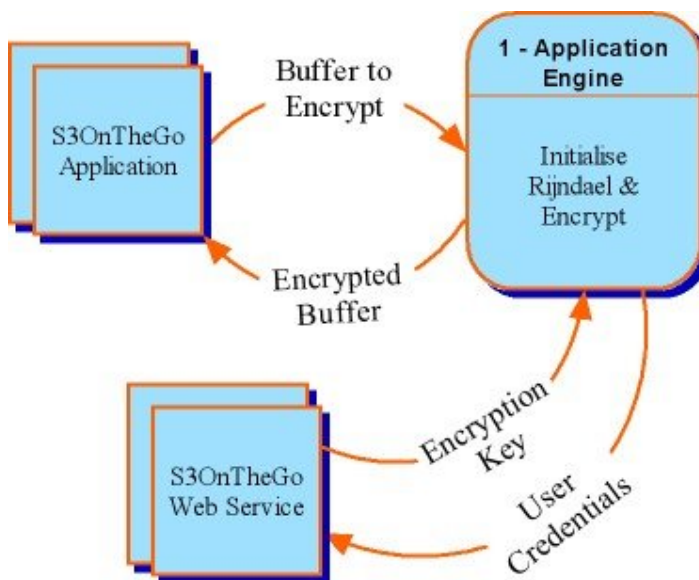 Buffer to
Encrypt
1 - Application
Engine
S3OnTheGo
Application
Initialise
Rijndael &
Encrypt
Encrypted
Buffer
Encryption
Key
S3OnTheGo
Web Service
User
Credentials